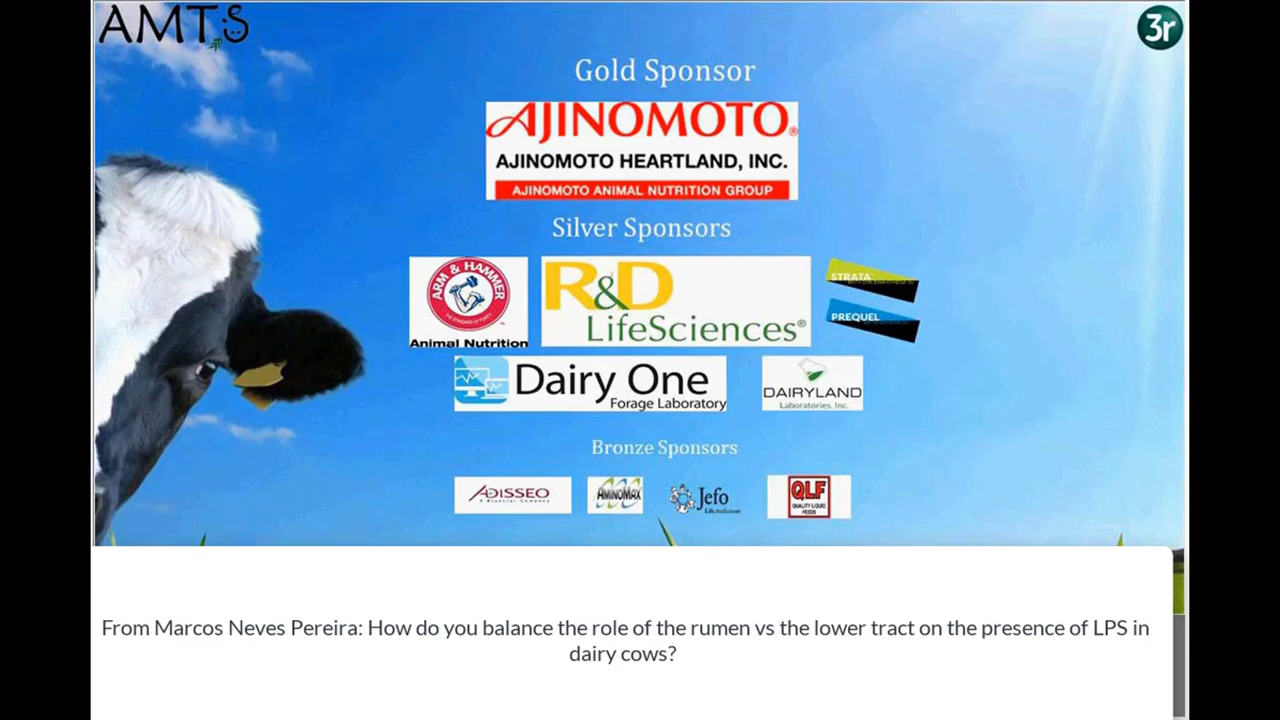 AMTS
3r
Gold Sponsor
AJINOMOTO®
AJINOMOTO HEARTLAND, INC.
AJINOMOTO ANIMAL NUTRITION GROUP
Silver Sponsors
ARM & HAMMER
Animal Nutrition
R&D
LifeSciences®
STRATA
PREQUEL
Dairy One
Forage Laboratory
DAIRYLAND
Laboratories, Inc.
Bronze Sponsors
ADISSEO
A Bluestar Company
AMINOMAX
Jefo
QLF
QUALITY LIQUID
FEEDS
From Marcos Neves Pereira: How do you balance the role of the rumen vs the lower tract on the presence of LPS in
dairy cows?